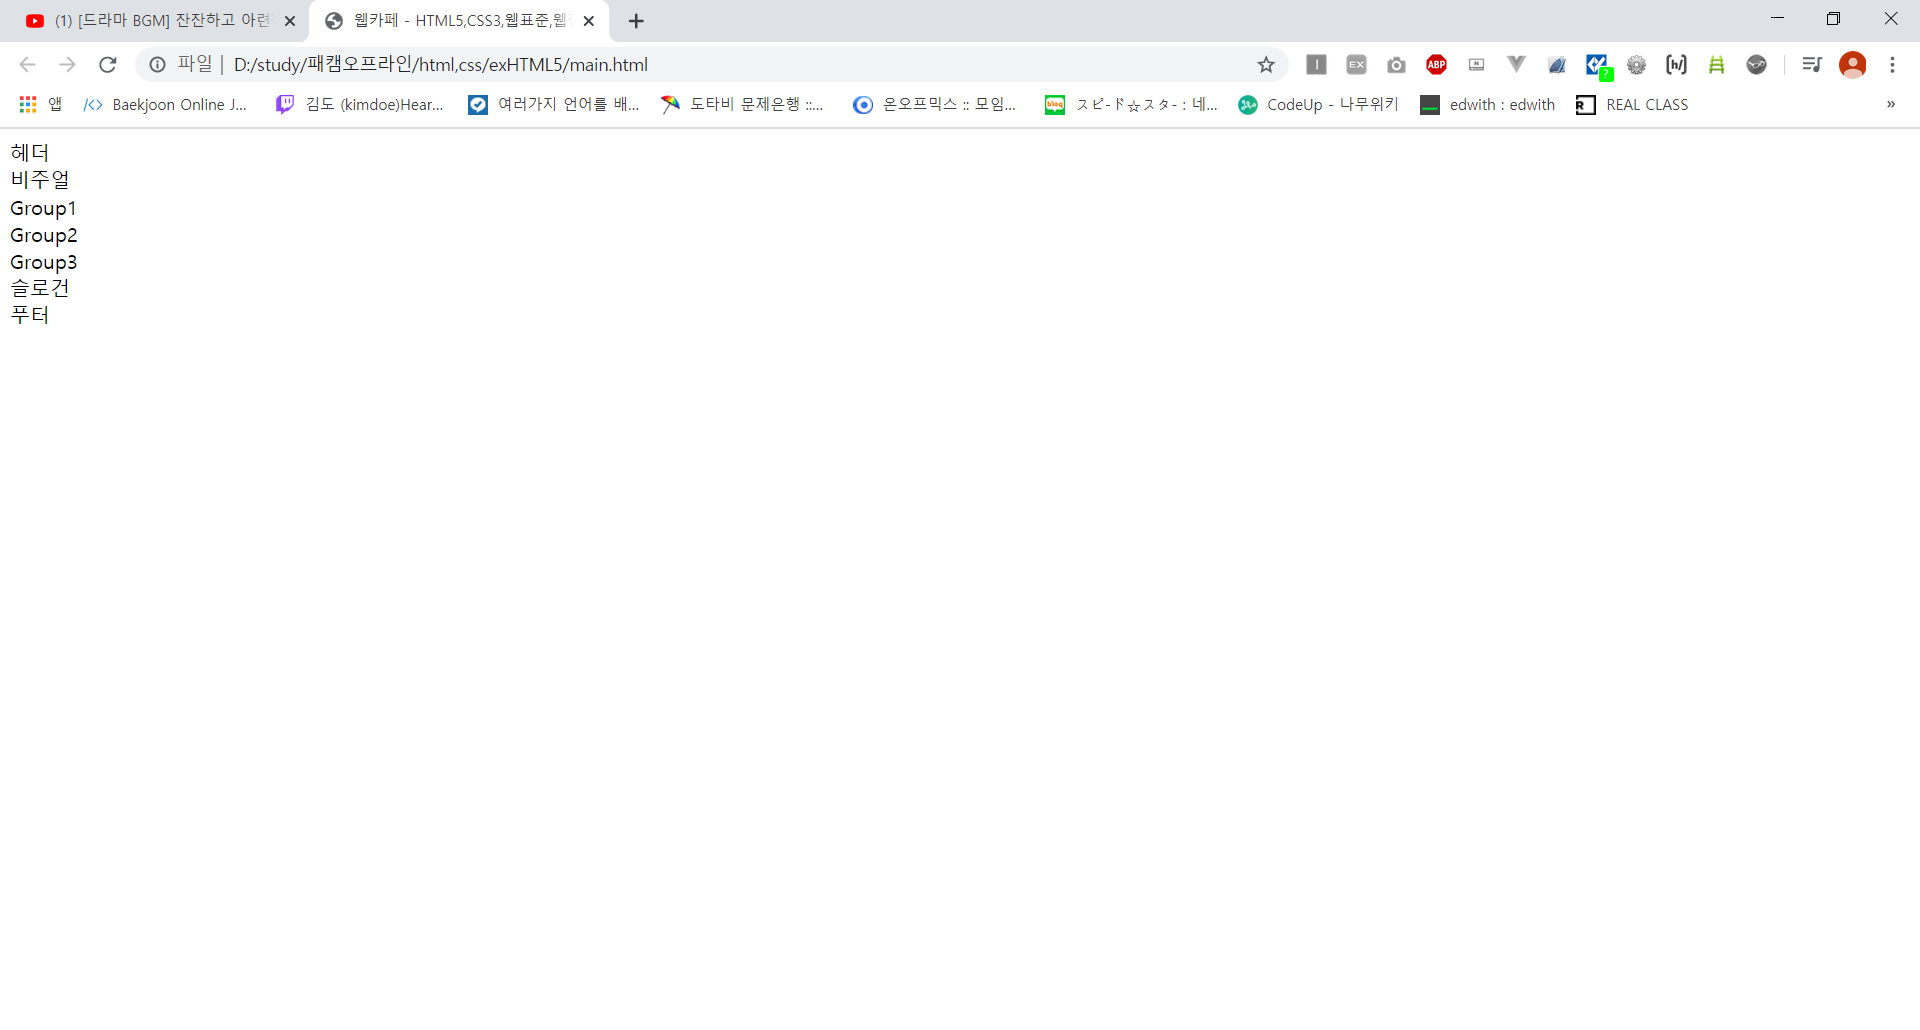 (1) [드라마 BGM] 잔잔하고 아련
웹카페 - HTML5,CSS3,웹표준,웹
파일 | D:/study/패캠오프라인/html,css/exHTML5/main.html
EX ABP N ? [h/]
앱 Baekjoon Online J... 김도 (kimdoe)Hear... 여러가지 언어를 배... 도타비 문제은행 ::... 온오프믹스 :: 모임... blog スピ-ド☆スタ- : 네... CodeUp - 나무위키 edwith : edwith R REAL CLASS »
헤더
비주얼
Group1
Group2
Group3
슬로건
푸터